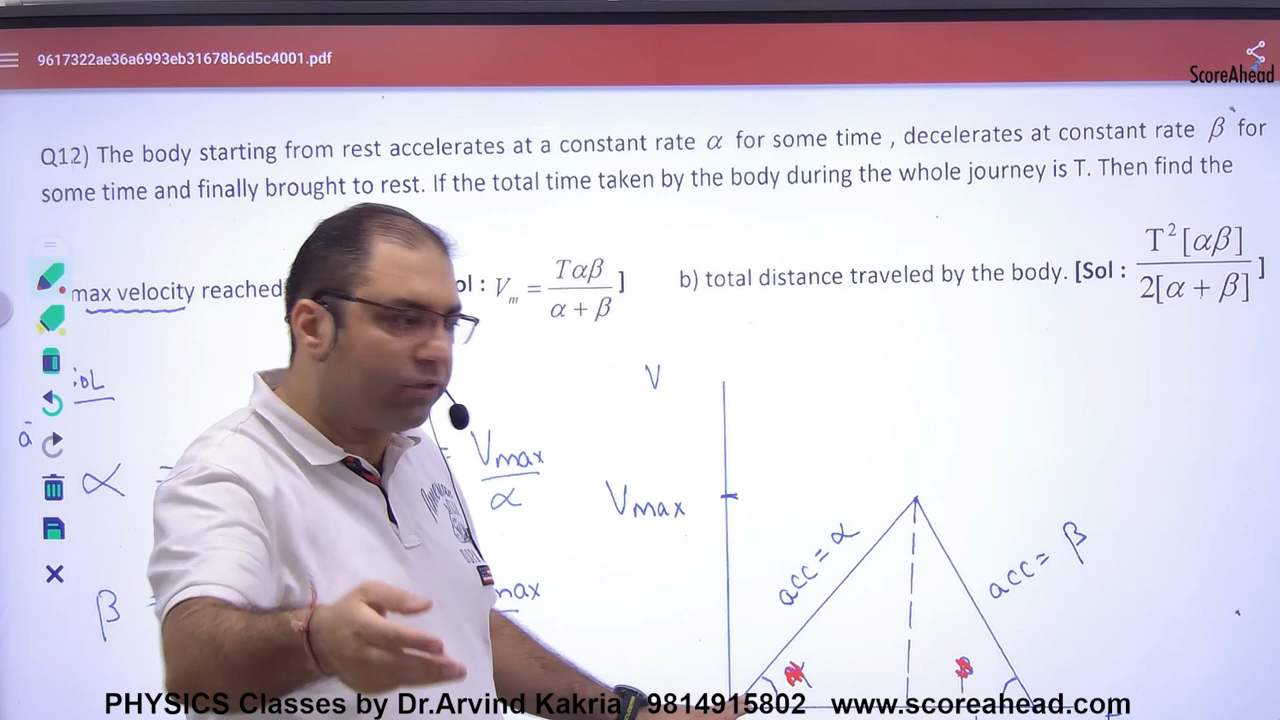 9617322ae36a6993eb31678b6d5c4001.pdf
ScoreAhead
Q12) The body starting from rest accelerates at a constant rate α for some time , decelerates at constant rate β for
some time and finally brought to rest. If the total time taken by the body during the whole journey is T. Then find the
max velocity reached ol : V_m = Tαβ / α + β ] b) total distance traveled by the body. [Sol : T²[αβ] / 2[α + β] ]
:oL
V
a
α = = Vmax / α
Vmax
acc = α
acc = β
β = max
PHYSICS Classes by Dr.Arvind Kakria 9814915802 www.scoreahead.com